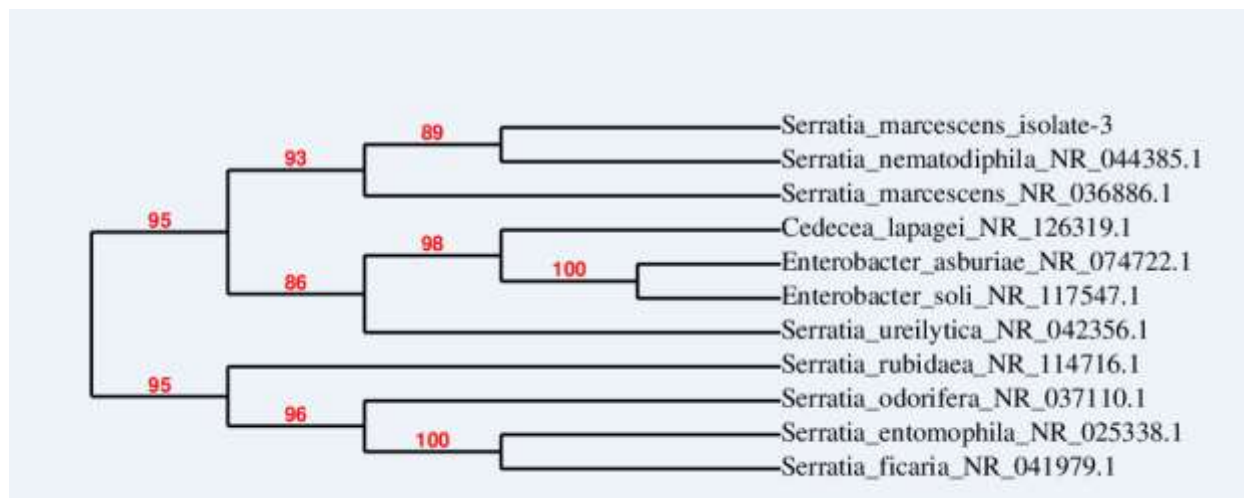 89
Serratia_marcescens_isolate-3
Serratia_nematodiphila_NR_044385.1
93
Serratia_marcescens_NR_036886.1
95
Cedecea_lapagei_NR_126319.1
98
Enterobacter_asburiae_NR_074722.1
100
86
Enterobacter_soli_NR_117547.1
Serratia_ureilytica_NR_042356.1
Serratia_rubidaea_NR_114716.1
95
Serratia_odorifera_NR_037110.1
96
Serratia_entomophila_NR_025338.1
100
Serratia_ficaria_NR_041979.1